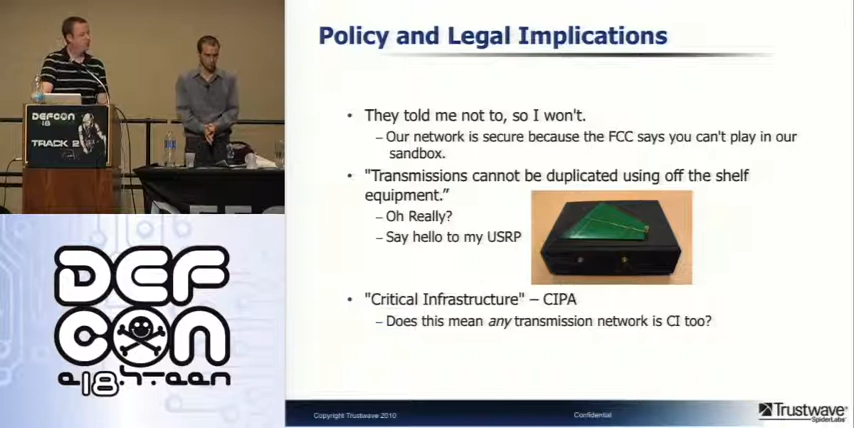 Policy and Legal Implications
DEFCON
18
TRACK 2
• They told me not to, so I won't.
– Our network is secure because the FCC says you can't play in our
sandbox.
• "Transmissions cannot be duplicated using off the shelf
equipment."
– Oh Really?
– Say hello to my USRP
• "Critical Infrastructure" – CIPA
– Does this mean any transmission network is CI too?
DEF
CON
e18.hteen
Copyright Trustwave 2010
Confidential
Trustwave
SpiderLabs